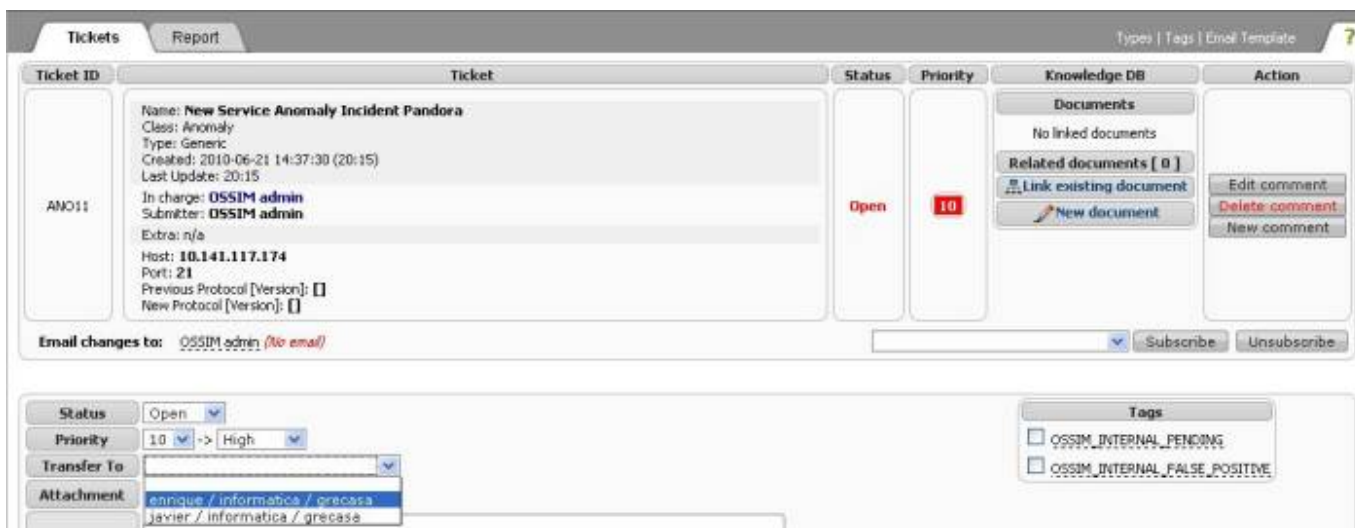 Tickets Report Types | Tags | Email Template ?
Ticket ID Ticket Status Priority Knowledge DB Action
Name: New Service Anomaly Incident Pandora
Class: Anomaly
Type: Generic
Created: 2010-06-21 14:37:30 (20:15)
Last Update: 20:15
In charge: OSSIM admin
Submitter: OSSIM admin
Extra: n/a
Host: 10.141.117.174
Port: 21
Previous Protocol [Version]: []
New Protocol [Version]: []
ANO11
Open
10
Documents
No linked documents
Related documents [ 0 ]
Link existing document
New document
Edit comment
Delete comment
New comment
Email changes to: OSSIM admin (No email) Subscribe Unsubscribe
Status Open
Priority 10 -> High
Transfer To
Attachment
enrique / informatica / grecasa
javier / informatica / grecasa
Tags
OSSIM_INTERNAL_PENDING
OSSIM_INTERNAL_FALSE_POSITIVE